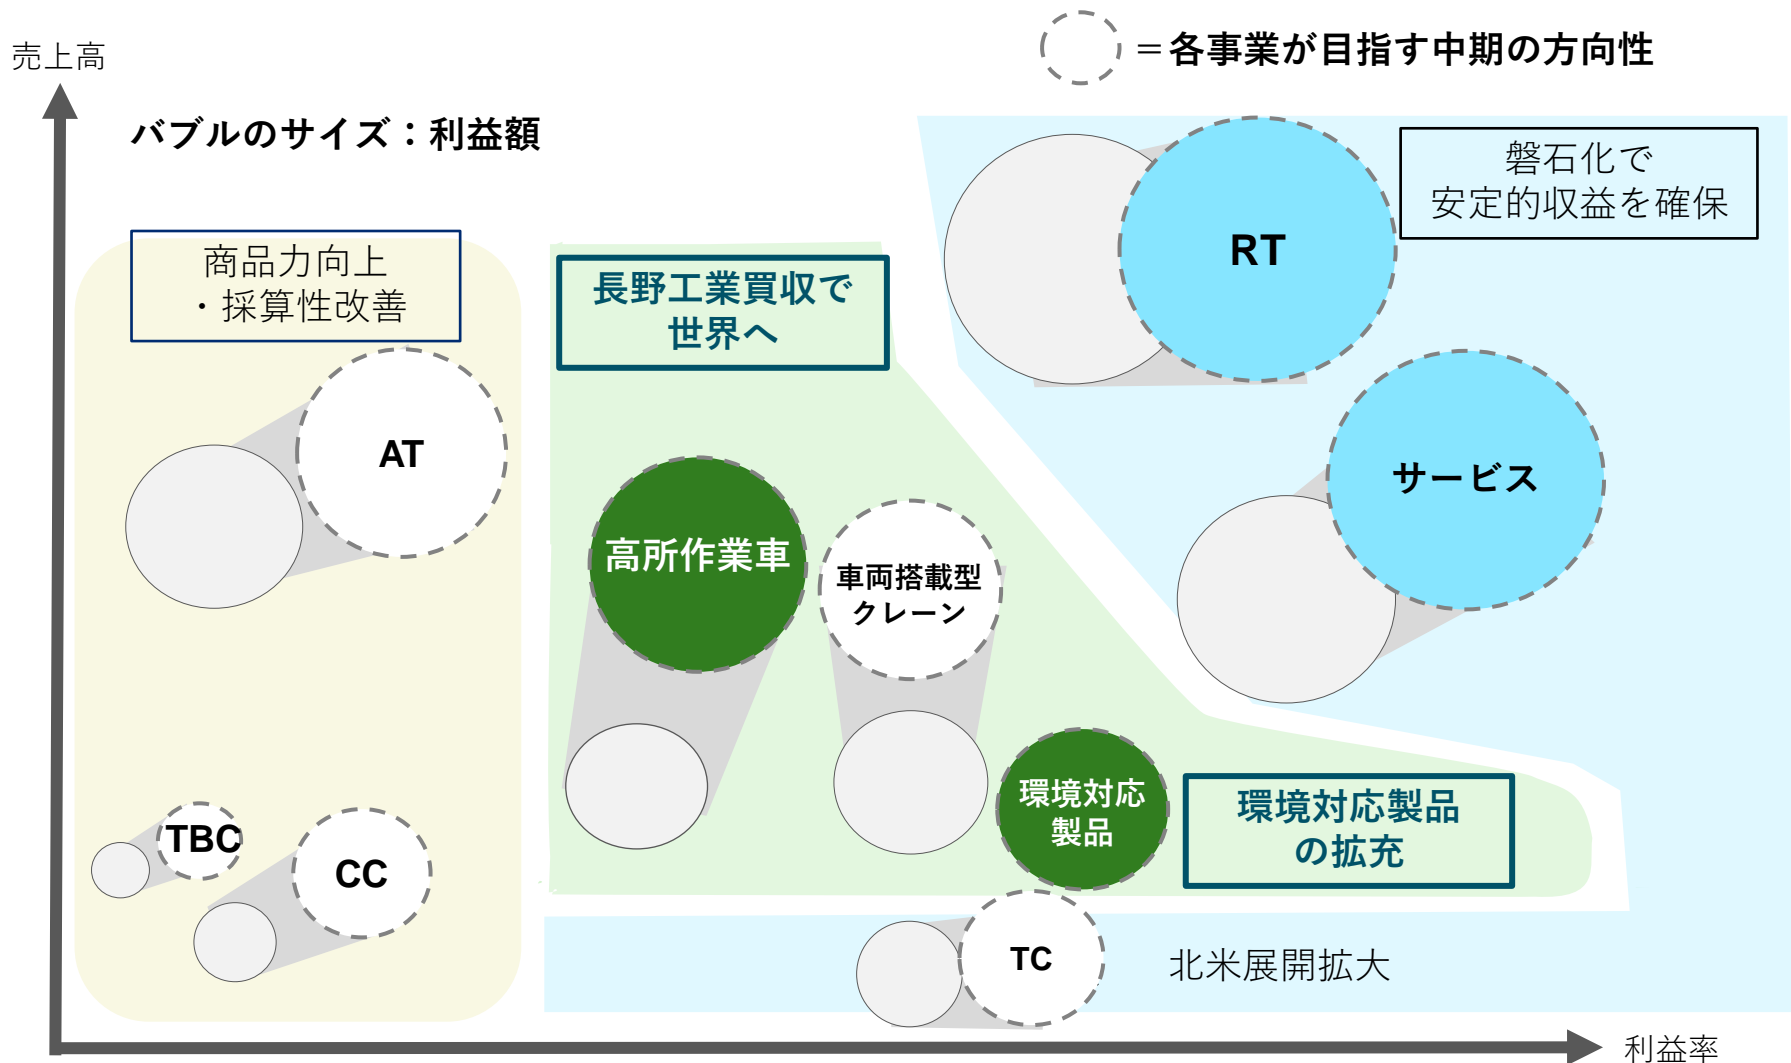 売上高
＝各事業が目指す中期の方向性
バブルのサイズ：利益額
磐石化で
安定的収益を確保
RT
商品力向上
・採算性改善
長野工業買収で
世界へ
AT
サービス
高所作業車
車両搭載型
クレーン
環境対応
製品
環境対応製品
の拡充
TBC
CC
TC
北米展開拡大
利益率